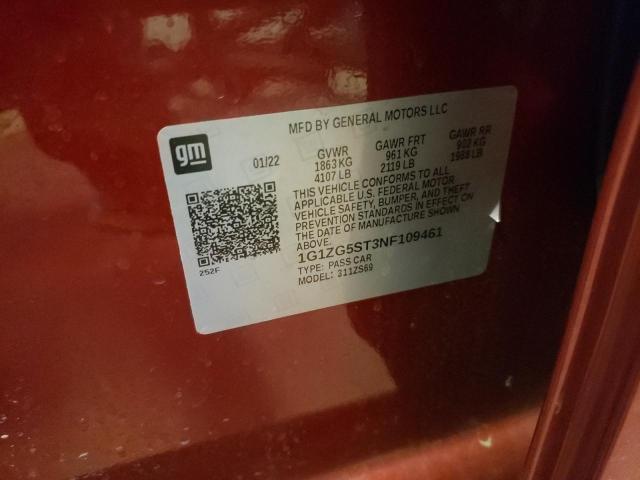 MFD BY GENERAL MOTORS LLC
gm
01/22
GVWR GAWR FRT GAWR RR
1863 KG 961 KG 902 KG
4107 LB 2119 LB 1988 LB
THIS VEHICLE CONFORMS TO ALL
APPLICABLE U.S. FEDERAL MOTOR
VEHICLE SAFETY, BUMPER, AND THEFT
PREVENTION STANDARDS IN EFFECT ON
THE DATE OF MANUFACTURE SHOWN
ABOVE.
1G1ZG5ST3NF109461
TYPE: PASS CAR
MODEL: 311ZS69
252F